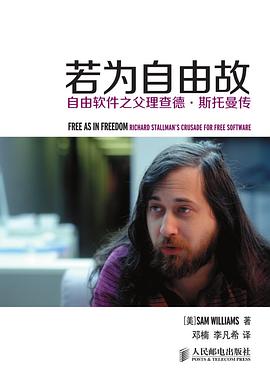 若为自由故
自由软件之父理查德·斯托曼传
FREE AS IN FREEDOM RICHARD STALLMAN'S CRUSADE FOR FREE SOFTWARE
[美]SAM WILLIAMS 著
邓楠 李凡希 译
人民邮电出版社
POSTS & TELECOM PRESS